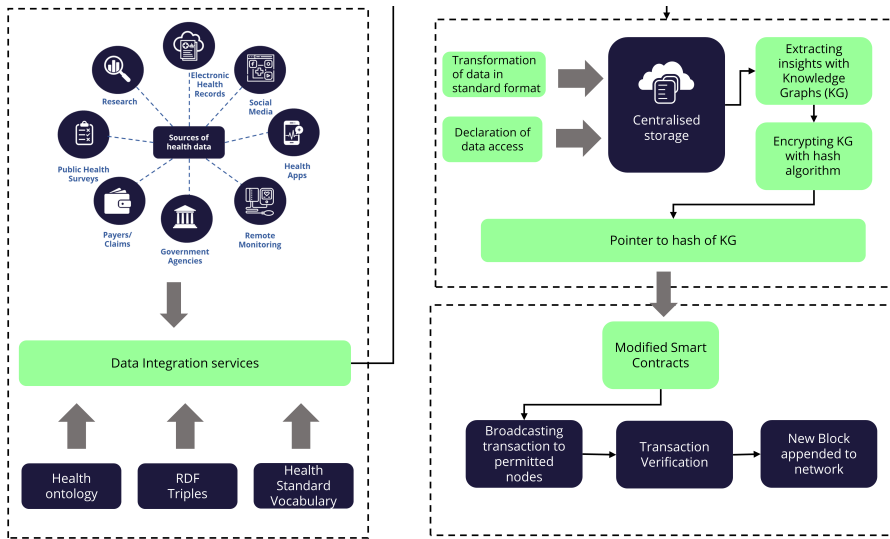 Electronic
Health
Records
Research
Social
Media
Sources of
health data
Public Health
Surveys
Health
Apps
Payers/
Claims
Government
Agencies
Remote
Monitoring
Data Integration services
Health
ontology
RDF
Triples
Health
Standard
Vocabulary
Transformation
of data in
standard format
Declaration of
data access
Centralised
storage
Extracting
insights with
Knowledge
Graphs (KG)
Encrypting KG
with hash
algorithm
Pointer to hash of KG
Modified Smart
Contracts
Broadcasting
transaction to
permitted
nodes
Transaction
Verification
New Block
appended to
network